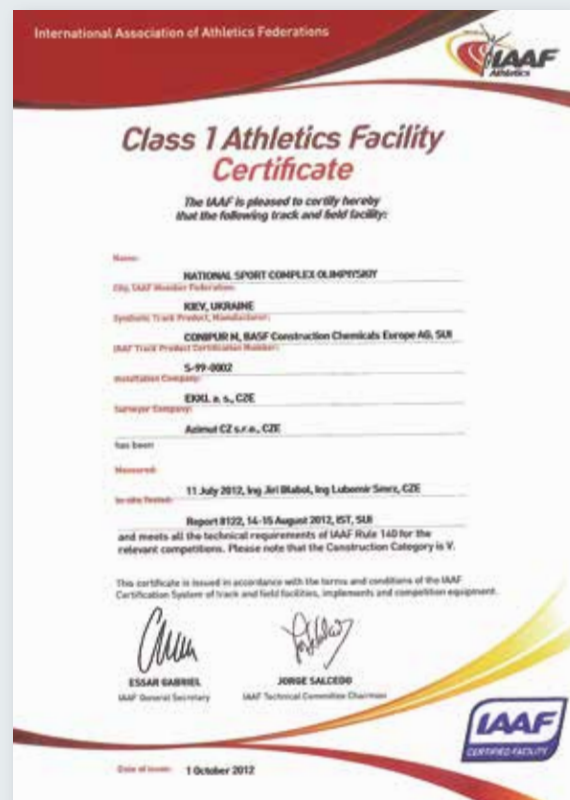 International Association of Athletics Federations
IAAF
Athletics
Class 1 Athletics Facility
Certificate
The IAAF is pleased to certify hereby
that the following track and field facility:
Name:
NATIONAL SPORT COMPLEX OLIMPIYSKIY
City, IAAF Member Federation:
KIEV, UKRAINE
Synthetic Track Product, Manufacturer:
CONIPUR M, BASF Construction Chemicals Europe AG, SUI
IAAF Track Product Certification Number:
S-99-0002
Installation Company:
a. s., CZE
Surveyor Company:
Azimut CZ s.r.o., CZE
has been
Measured:
11 July 2012, Ing Jiri Blabol, Ing Lubomir CZE
In-situ Tested:
Report 8122, 14-15 August 2012, IST, SUI
and meets all the technical requirements of IAAF Rule 140 for the
relevant competitions. Please note that the Construction Category is V.
This certificate is issued in accordance with the terms and conditions of the IAAF
Certification System of track and field facilities, implements and competition equipment.
ESSAR GABRIEL
IAAF General Secretary
JORGE SALCEDO
IAAF Technical Committee Chairman
IAAF
CERTIFIED FACILITY
Date of issue: 1 October 2012